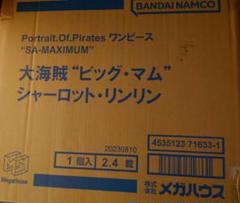 BANDAI NAMCO
Portrait.Of.Pirates ワンピース
"SA-MAXIMUM"
大海賊"ビッグ・マム"
シャーロット・リンリン
20230810
4535123 71633-1
1個入 2.4 載
MegaHouse
株式会社 メガハウス